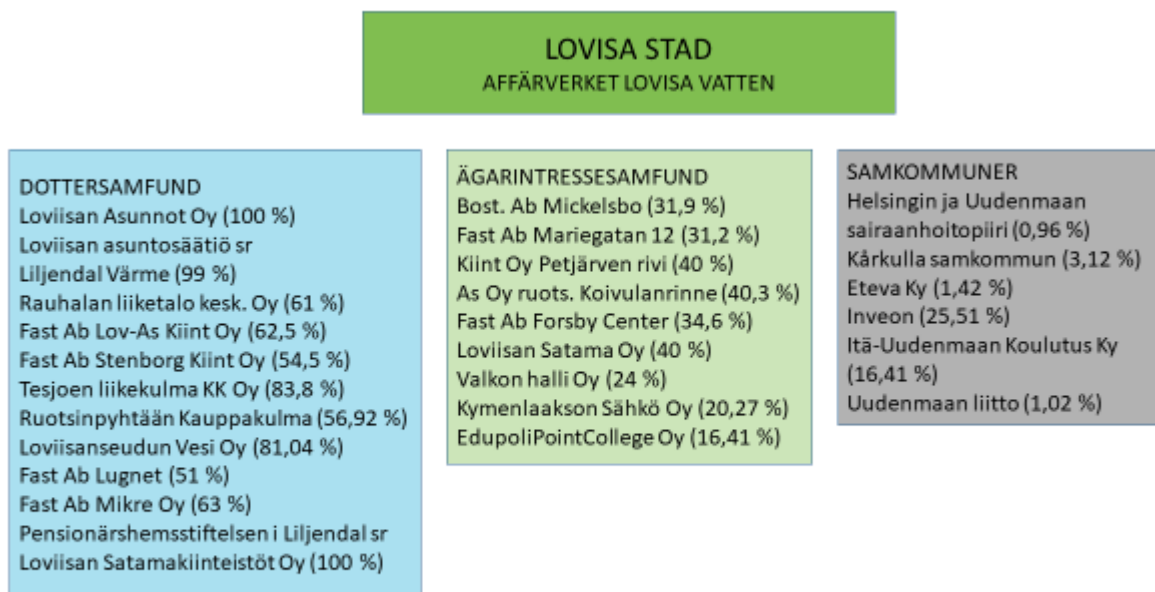 LOVISA STAD
AFFÄRVERKET LOVISA VATTEN
DOTTERSAMFUND
Loviisan Asunnot Oy (100 %)
Loviisan asuntosäätiö sr
Liljendal Värme (99 %)
Rauhalan liiketalo kesk. Oy (61 %)
Fast Ab Lov-As Kiint Oy (62,5 %)
Fast Ab Stenborg Kiint Oy (54,5 %)
Tesjoen liikekulma KK Oy (83,8 %)
Ruotsinpyhtään Kauppakulma (56,92 %)
Loviisanseudun Vesi Oy (81,04 %)
Fast Ab Lugnet (51 %)
Fast Ab Mikre Oy (63 %)
Pensionärshemsstiftelsen i Liljendal sr
Loviisan Satamakiinteistöt Oy (100 %)
ÄGARINTRESSESAMFUND
Bost. Ab Mickelsbo (31,9 %)
Fast Ab Mariegatan 12 (31,2 %)
Kiint Oy Petjärven rivi (40 %)
As Oy ruots. Koivulanrinne (40,3 %)
Fast Ab Forsby Center (34,6 %)
Loviisan Satama Oy (40 %)
Valkon halli Oy (24 %)
Kymenlaakson Sähkö Oy (20,27 %)
EdupoliPointCollege Oy (16,41 %)
SAMKOMMUNER
Helsingin ja Uudenmaan
sairaanhoitopiiri (0,96 %)
Kårkulla samkommun (3,12 %)
Eteva Ky (1,42 %)
Inveon (25,51 %)
Itä-Uudenmaan Koulutus Ky
(16,41 %)
Uudenmaan liitto (1,02 %)